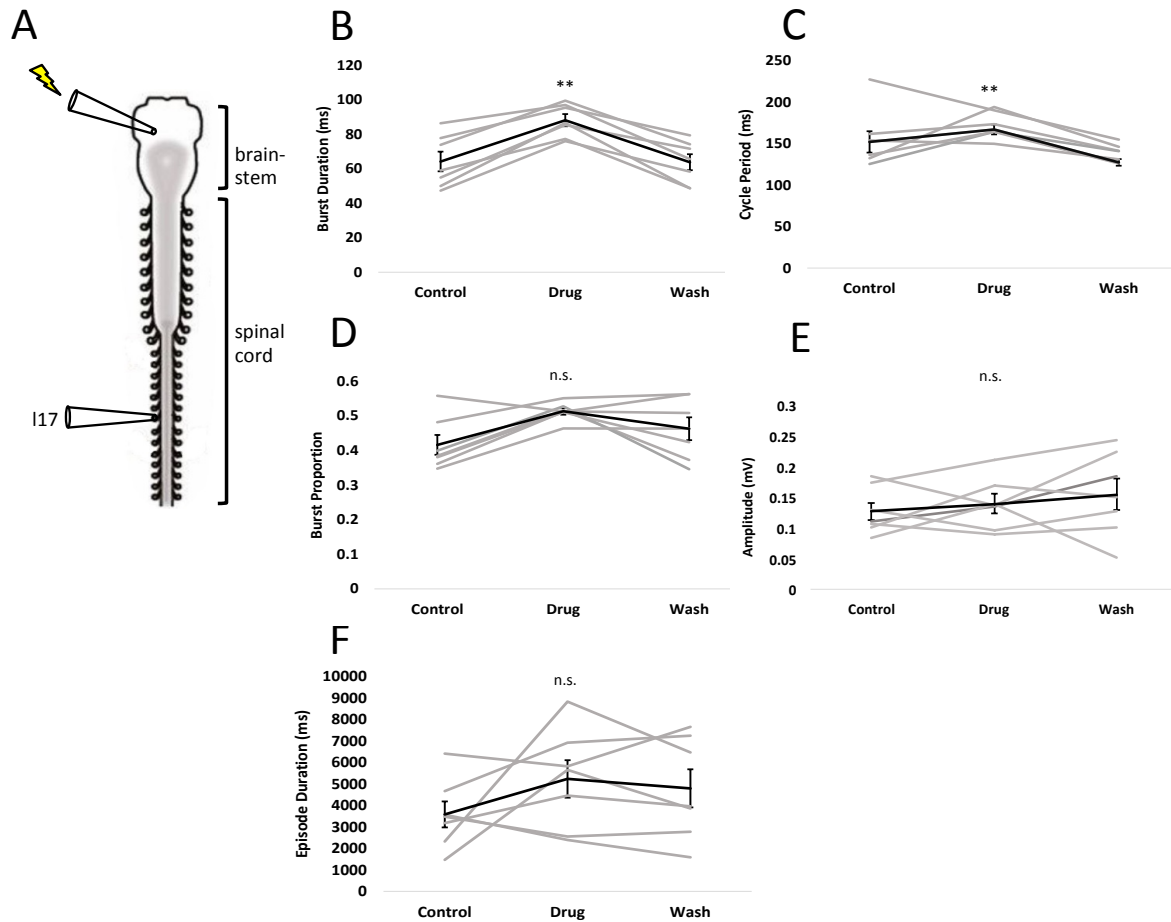 A
brain-
stem
spinal
cord
I17
B
Burst Duration (ms)
120
100
80
60
40
20
0
**
Control Drug Wash
C
Cycle Period (ms)
250
200
150
100
50
0
**
Control Drug Wash
D
Burst Proportion
0.6
0.5
0.4
0.3
0.2
0.1
0
n.s.
Control Drug Wash
E
Amplitude (mV)
0.3
0.25
0.2
0.15
0.1
0.05
0
n.s.
Control Drug Wash
F
Episode Duration (ms)
10000
9000
8000
7000
6000
5000
4000
3000
2000
1000
0
n.s.
Control Drug Wash